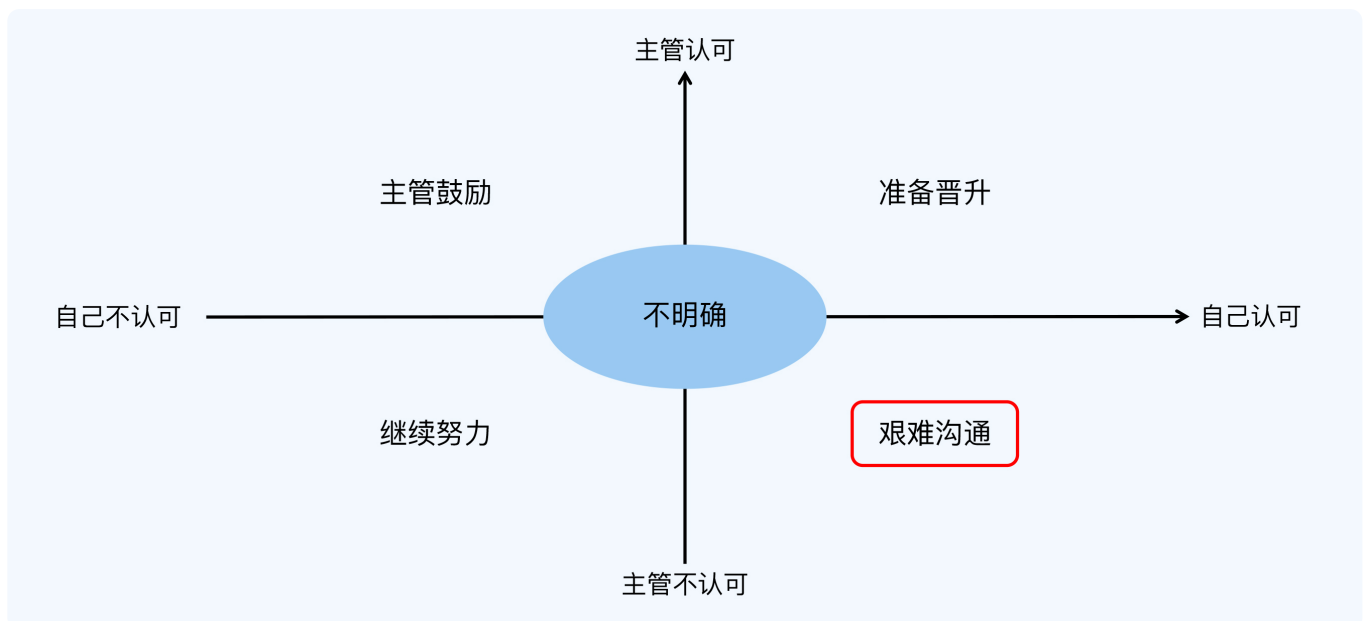 主管认可
主管鼓励
准备晋升
自己不认可
不明确
自己认可
继续努力
艰难沟通
主管不认可